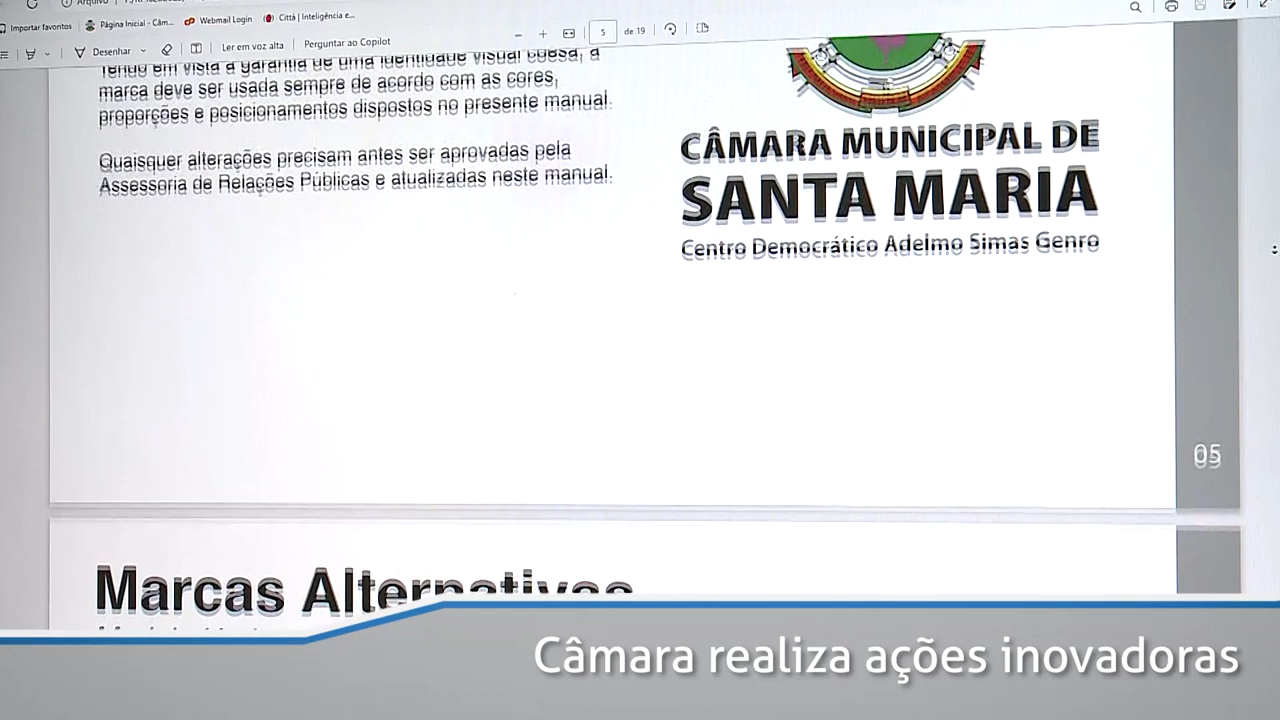 Importar favoritos
Página Inicial - Câm...
Webmail Login
Città | Inteligência e...
Desenhar
Ler em voz alta
Perguntar ao Copilot
5 de 19
Tendo em vista a garantia de uma identidade visual coesa, a
marca deve ser usada sempre de acordo com as cores,
proporções e posicionamentos dispostos no presente manual.
Quaisquer alterações precisam antes ser aprovadas pela
Assessoria de Relações Públicas e atualizadas neste manual.
CÂMARA MUNICIPAL DE
SANTA MARIA
Centro Democrático Adelmo Simas Genro
05
Marcas Alternativas
Câmara realiza ações inovadoras